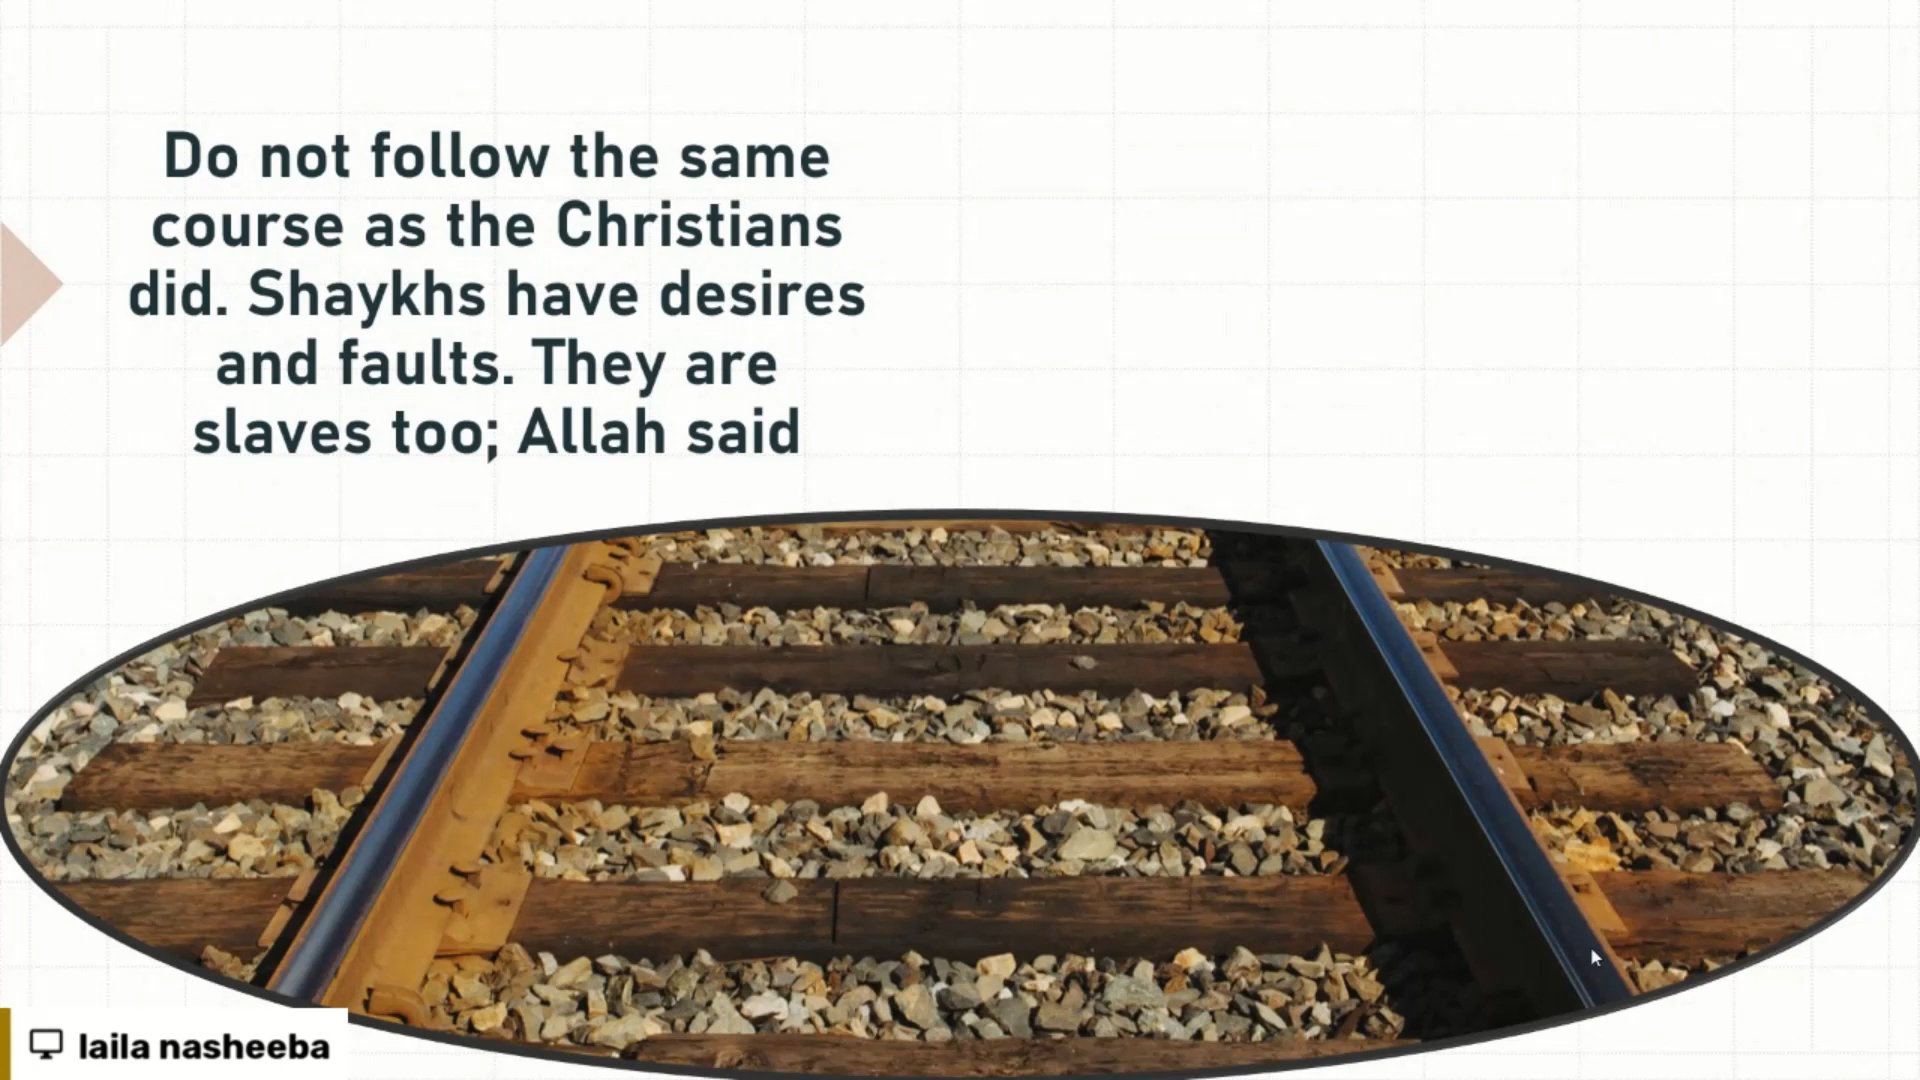 Do not follow the same
course as the Christians
did. Shaykhs have desires
and faults. They are
slaves too; Allah said
laila nasheeba